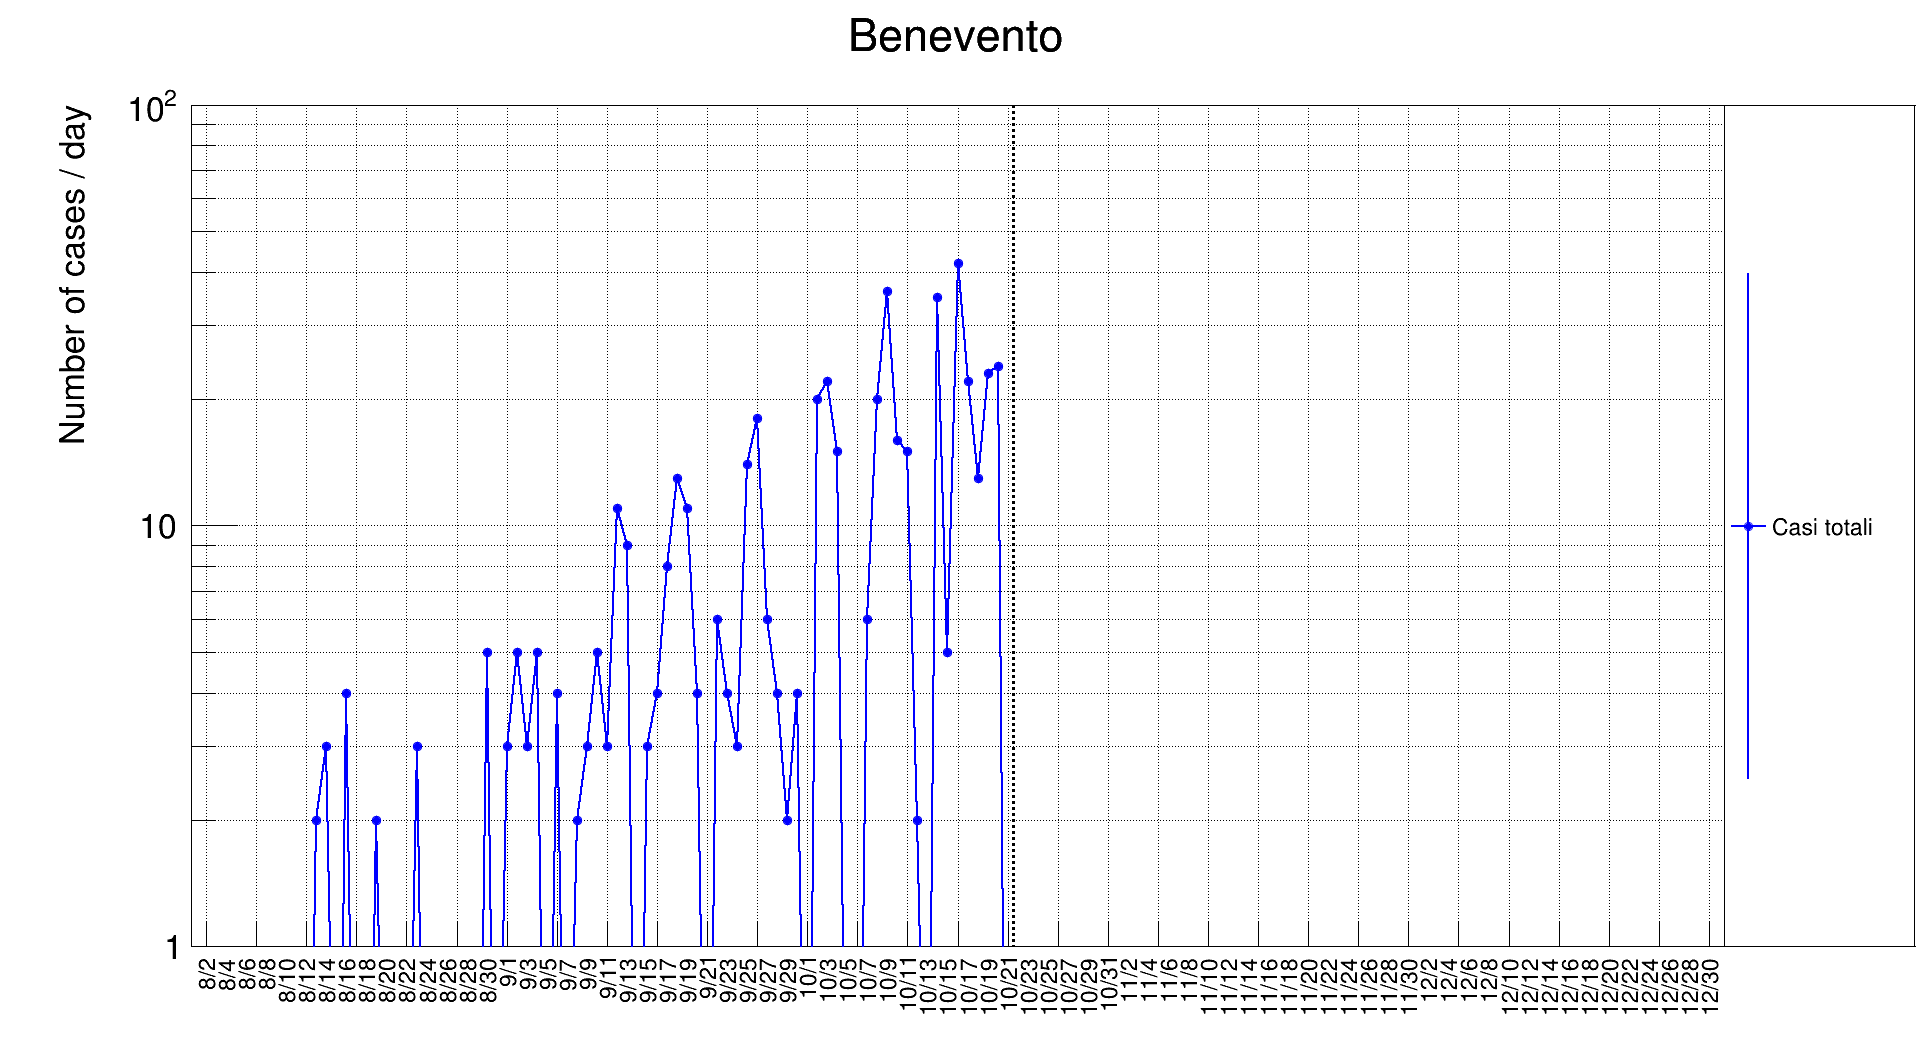 Benevento
Number of cases / day
10²
10
1
8/2 8/4 8/6 8/8 8/10 8/12 8/14 8/16 8/18 8/20 8/22 8/24 8/26 8/28 8/30 9/1 9/3 9/5 9/7 9/9 9/11 9/13 9/15 9/17 9/19 9/21 9/23 9/25 9/27 9/29 10/1 10/3 10/5 10/7 10/9 10/11 10/13 10/15 10/17 10/19 10/21 10/23 10/25 10/27 10/29 10/31 11/2 11/4 11/6 11/8 11/10 11/12 11/14 11/16 11/18 11/20 11/22 11/24 11/26 11/28 11/30 12/2 12/4 12/6 12/8 12/10 12/12 12/14 12/16 12/18 12/20 12/22 12/24 12/26 12/28 12/30
Casi totali